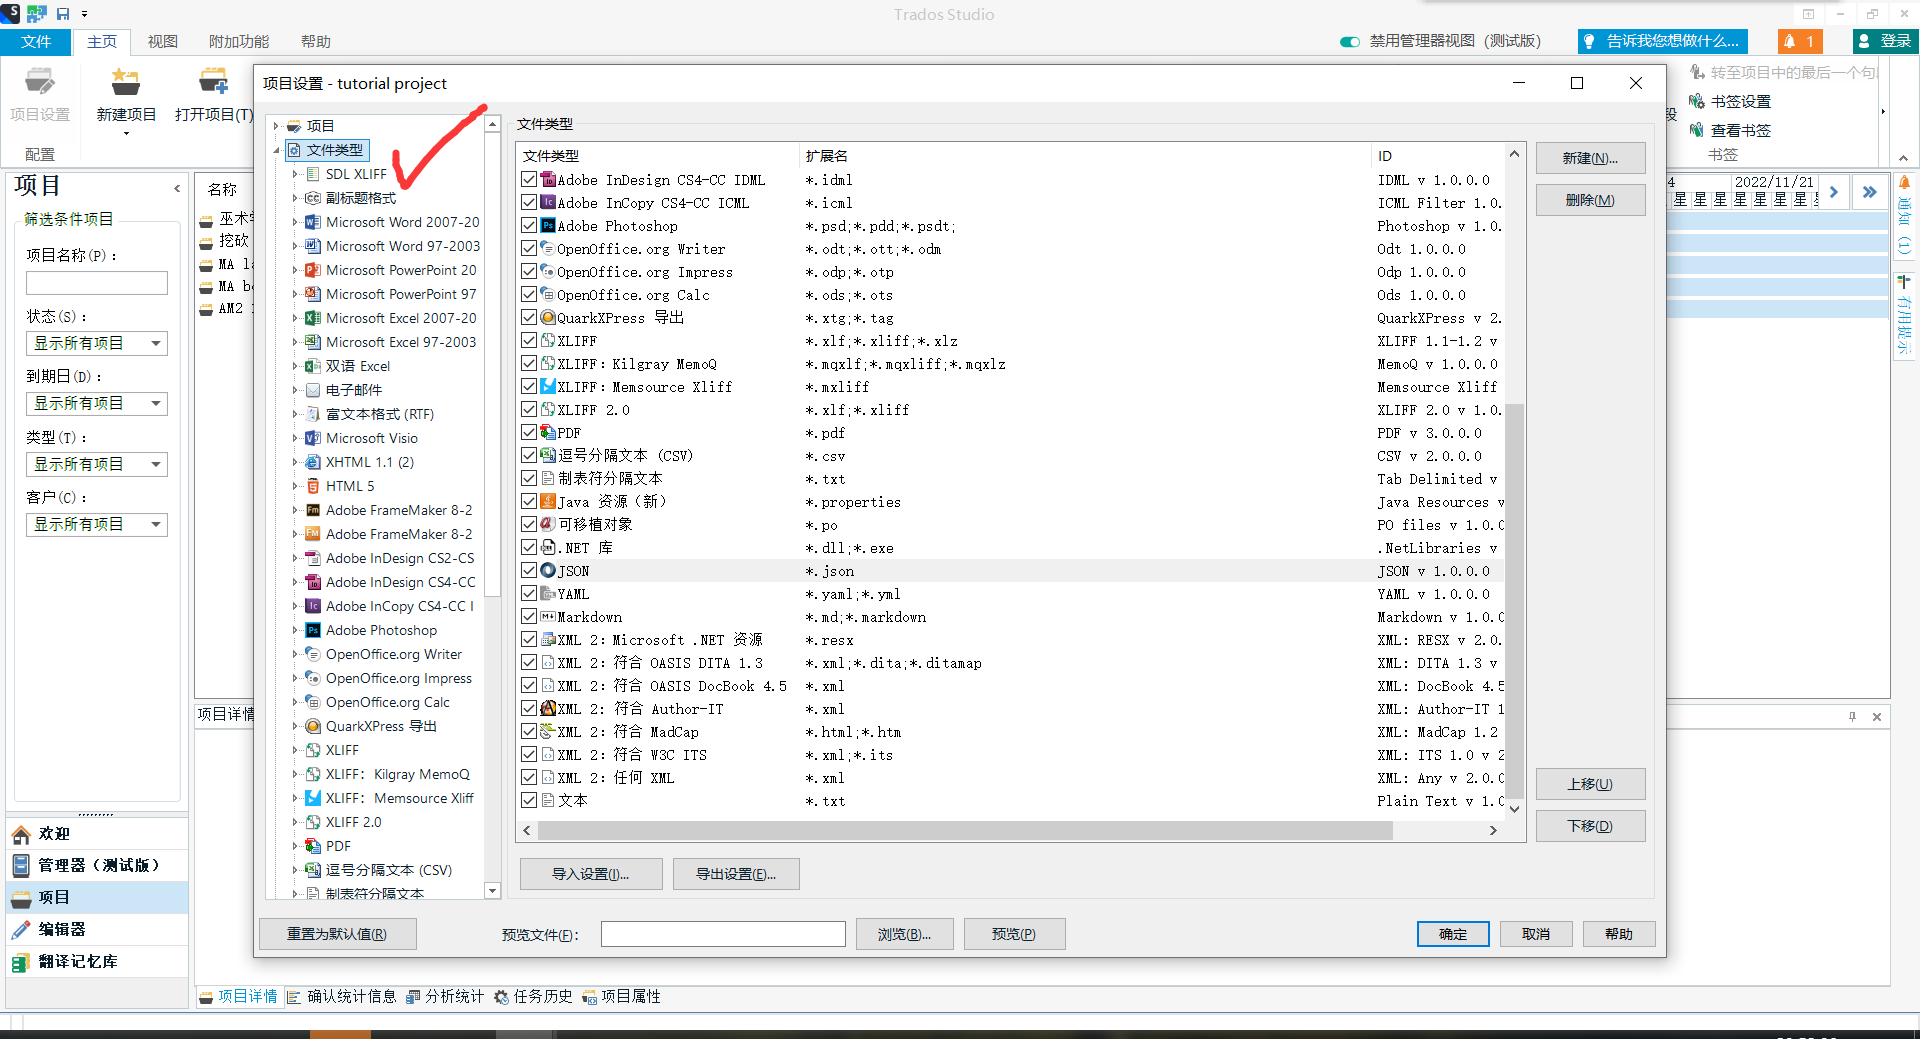 Trados Studio
文件 主页 视图 附加功能 帮助
禁用管理器视图 (测试版)
告诉我您想做什么...
1
登录
项目设置
新建项目
打开项目(T)
配置
转至项目中的最后一个句
段
书签设置
查看书签
书签
项目
筛选条件项目
项目名称(P)：
状态(S)：
显示所有项目
到期日(D)：
显示所有项目
类型(T)：
显示所有项目
客户(C)：
显示所有项目
欢迎
管理器 (测试版)
项目
编辑器
翻译记忆库
名称
巫术
挖砍
MA la
MA b
AM2
项目详情
项目设置 - tutorial project
项目
文件类型
SDL XLIFF
副标题格式
Microsoft Word 2007-20
Microsoft Word 97-2003
Microsoft PowerPoint 20
Microsoft PowerPoint 97
Microsoft Excel 2007-20
Microsoft Excel 97-2003
双语 Excel
电子邮件
富文本格式 (RTF)
Microsoft Visio
XHTML 1.1 (2)
HTML 5
Adobe FrameMaker 8-2
Adobe FrameMaker 8-2
Adobe InDesign CS2-CS
Adobe InDesign CS4-CC
Adobe InCopy CS4-CC I
Adobe Photoshop
OpenOffice.org Writer
OpenOffice.org Impress
OpenOffice.org Calc
QuarkXPress 导出
XLIFF
XLIFF：Kilgray MemoQ
XLIFF：Memsource Xliff
XLIFF 2.0
PDF
逗号分隔文本 (CSV)
制表符分隔文本
文件类型
文件类型 扩展名 ID
Adobe InDesign CS4-CC IDML *.idml IDML v 1.0.0.0
Adobe InCopy CS4-CC ICML *.icml ICML Filter 1.0.
Adobe Photoshop *.psd;*.pdd;*.psdt; Photoshop v 1.0.
OpenOffice.org Writer *.odt;*.ott;*.odm Odt 1.0.0.0
OpenOffice.org Impress *.odp;*.otp Odp 1.0.0.0
OpenOffice.org Calc *.ods;*.ots Ods 1.0.0.0
QuarkXPress 导出 *.xtg;*.tag QuarkXPress v 2.
XLIFF *.xlf;*.xliff;*.xlz XLIFF 1.1-1.2 v
XLIFF：Kilgray MemoQ *.mqxlf;*.mqxliff;*.mqxlz MemoQ v 1.0.0.0
XLIFF：Memsource Xliff *.mxliff Memsource Xliff
XLIFF 2.0 *.xlf;*.xliff XLIFF 2.0 v 1.0.
PDF *.pdf PDF v 3.0.0.0
逗号分隔文本 (CSV) *.csv CSV v 2.0.0.0
制表符分隔文本 *.txt Tab Delimited v
Java 资源（新） *.properties Java Resources v
可移植对象 *.po PO files v 1.0.0
.NET 库 *.dll;*.exe .NetLibraries v
JSON *.json JSON v 1.0.0.0
YAML *.yaml;*.yml YAML v 1.0.0.0
Markdown *.md;*.markdown Markdown v 1.0.0
XML 2：Microsoft .NET 资源 *.resx XML: RESX v 2.0.
XML 2：符合 OASIS DITA 1.3 *.xml;*.dita;*.ditamap XML: DITA 1.3 v
XML 2：符合 OASIS DocBook 4.5 *.xml XML: DocBook 4.5
XML 2：符合 Author-IT *.xml XML: Author-IT 1
XML 2：符合 MadCap *.html;*.htm XML: MadCap 1.2
XML 2：符合 W3C ITS *.xml;*.its XML: ITS 1.0 v 2
XML 2：任何 XML *.xml XML: Any v 2.0.0
文本 *.txt Plain Text v 1.0
新建(N)...
删除(M)
上移(U)
下移(D)
导入设置(I)...
导出设置(E)...
重置为默认值(R)
预览文件(F)：
浏览(B)...
预览(P)
确定
取消
帮助
4
2022/11/21
星 星 星 星 星 星 星
通知 (1)
有用提示
项目详情 确认统计信息 分析统计 任务历史 项目属性